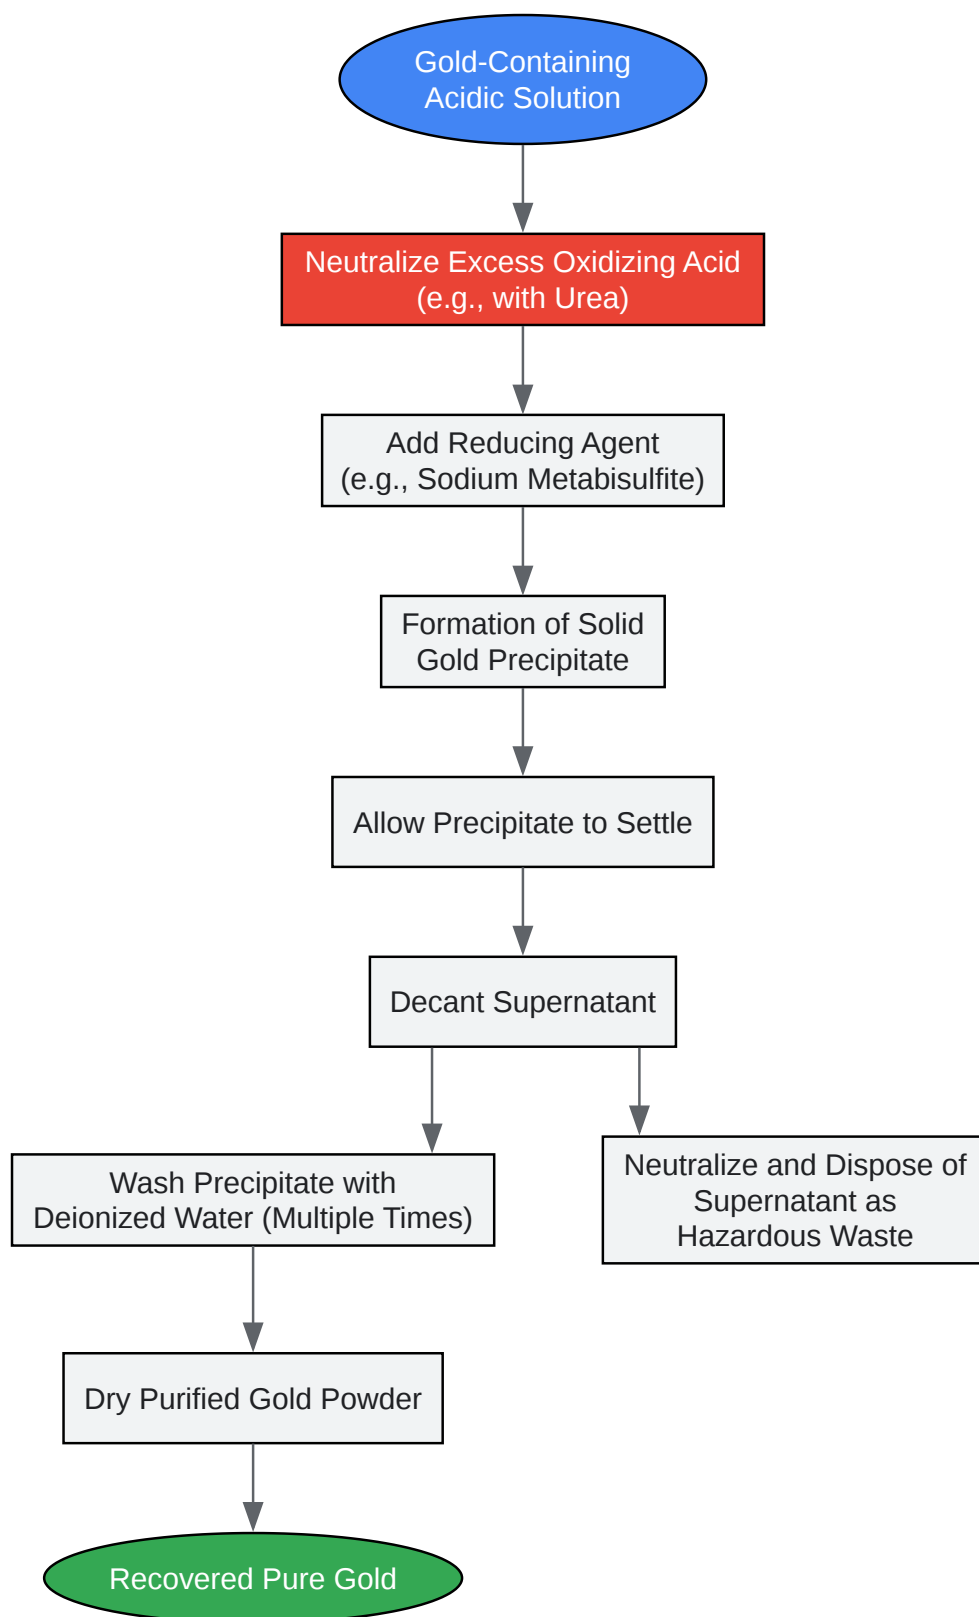 Gold-Containing
Acidic Solution
Neutralize Excess Oxidizing Acid
(e.g., with Urea)
Add Reducing Agent
(e.g., Sodium Metabisulfite)
Formation of Solid
Gold Precipitate
Allow Precipitate to Settle
Decant Supernatant
Wash Precipitate with
Deionized Water (Multiple Times)
Neutralize and Dispose of
Supernatant as
Hazardous Waste
Dry Purified Gold Powder
Recovered Pure Gold